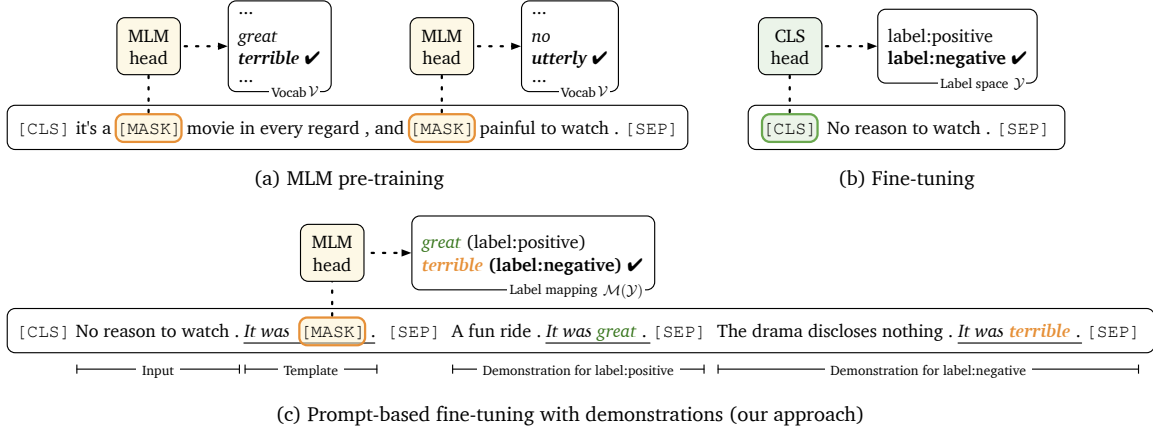 MLM
head
...
great
terrible ✔
...
Vocab 𝒱
MLM
head
...
no
utterly ✔
...
Vocab 𝒱
[CLS] it's a [MASK] movie in every regard , and [MASK] painful to watch . [SEP]
(a) MLM pre-training
CLS
head
label:positive
label:negative ✔
Label space 𝒴
[CLS] No reason to watch . [SEP]
(b) Fine-tuning
MLM
head
great (label:positive)
terrible (label:negative) ✔
Label mapping ℳ(𝒴)
[CLS] No reason to watch . It was [MASK] . [SEP] A fun ride . It was great . [SEP] The drama discloses nothing . It was terrible . [SEP]
Input Template Demonstration for label:positive Demonstration for label:negative
(c) Prompt-based fine-tuning with demonstrations (our approach)